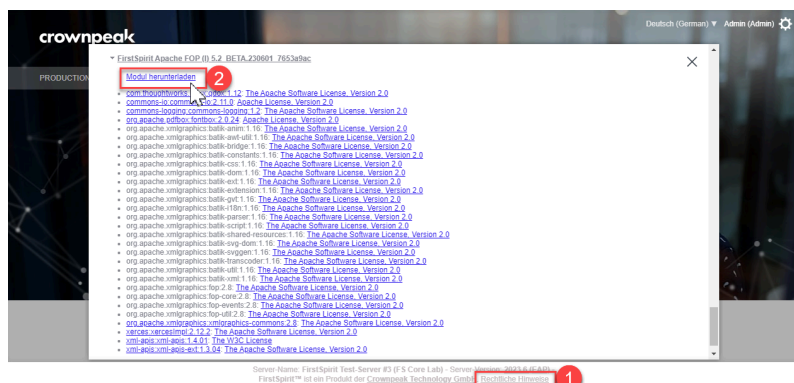 Deutsch (German) ▼ Admin (Admin)
crownpeak
FirstSpirit Apache FOP (I) 5.2_BETA.230601_7653a9ac
PRODUCTION
Modul herunterladen
2
1.12: The Apache Software License, Version 2.0
2.11.0: Apache License, Version 2.0
commons-logging:commons-logging:1.2: The Apache Software License, Version 2.0
org.apache.pdfbox:fontbox:2.0.24: Apache License, Version 2.0
org.apache.xmlgraphics:batik-anim:1.16: The Apache Software License, Version 2.0
org.apache.xmlgraphics:batik-awt-util:1.16: The Apache Software License, Version 2.0
org.apache.xmlgraphics:batik-bridge:1.16: The Apache Software License, Version 2.0
org.apache.xmlgraphics:batik-constants:1.16: The Apache Software License, Version 2.0
org.apache.xmlgraphics:batik-css:1.16: The Apache Software License, Version 2.0
org.apache.xmlgraphics:batik-dom:1.16: The Apache Software License, Version 2.0
org.apache.xmlgraphics:batik-ext:1.16: The Apache Software License, Version 2.0
org.apache.xmlgraphics:batik-extension:1.16: The Apache Software License, Version 2.0
org.apache.xmlgraphics:batik-gvt:1.16: The Apache Software License, Version 2.0
org.apache.xmlgraphics:batik-i18n:1.16: The Apache Software License, Version 2.0
org.apache.xmlgraphics:batik-parser:1.16: The Apache Software License, Version 2.0
org.apache.xmlgraphics:batik-script:1.16: The Apache Software License, Version 2.0
org.apache.xmlgraphics:batik-shared-resources:1.16: The Apache Software License, Version 2.0
org.apache.xmlgraphics:batik-svg-dom:1.16: The Apache Software License, Version 2.0
org.apache.xmlgraphics:batik-svggen:1.16: The Apache Software License, Version 2.0
org.apache.xmlgraphics:batik-transcoder:1.16: The Apache Software License, Version 2.0
org.apache.xmlgraphics:batik-util:1.16: The Apache Software License, Version 2.0
org.apache.xmlgraphics:batik-xml:1.16: The Apache Software License, Version 2.0
org.apache.xmlgraphics:fop:2.8: The Apache Software License, Version 2.0
org.apache.xmlgraphics:fop-core:2.8: The Apache Software License, Version 2.0
org.apache.xmlgraphics:fop-events:2.8: The Apache Software License, Version 2.0
org.apache.xmlgraphics:fop-util:2.8: The Apache Software License, Version 2.0
org.apache.xmlgraphics:xmlgraphics-commons:2.8: The Apache Software License, Version 2.0
xerces:xercesImpl:2.12.2: The Apache Software License, Version 2.0
xml-apis:xml-apis:1.4.01: The W3C License
xml-apis:xml-apis-ext:1.3.04: The Apache Software License, Version 2.0
Server-Name: FirstSpirit Test-Server #3 (FS Core Lab) - Server-Version: 2023.6 (EAP) -
FirstSpirit™ ist ein Produkt der Crownpeak Technology GmbH Rechtliche Hinweise
1